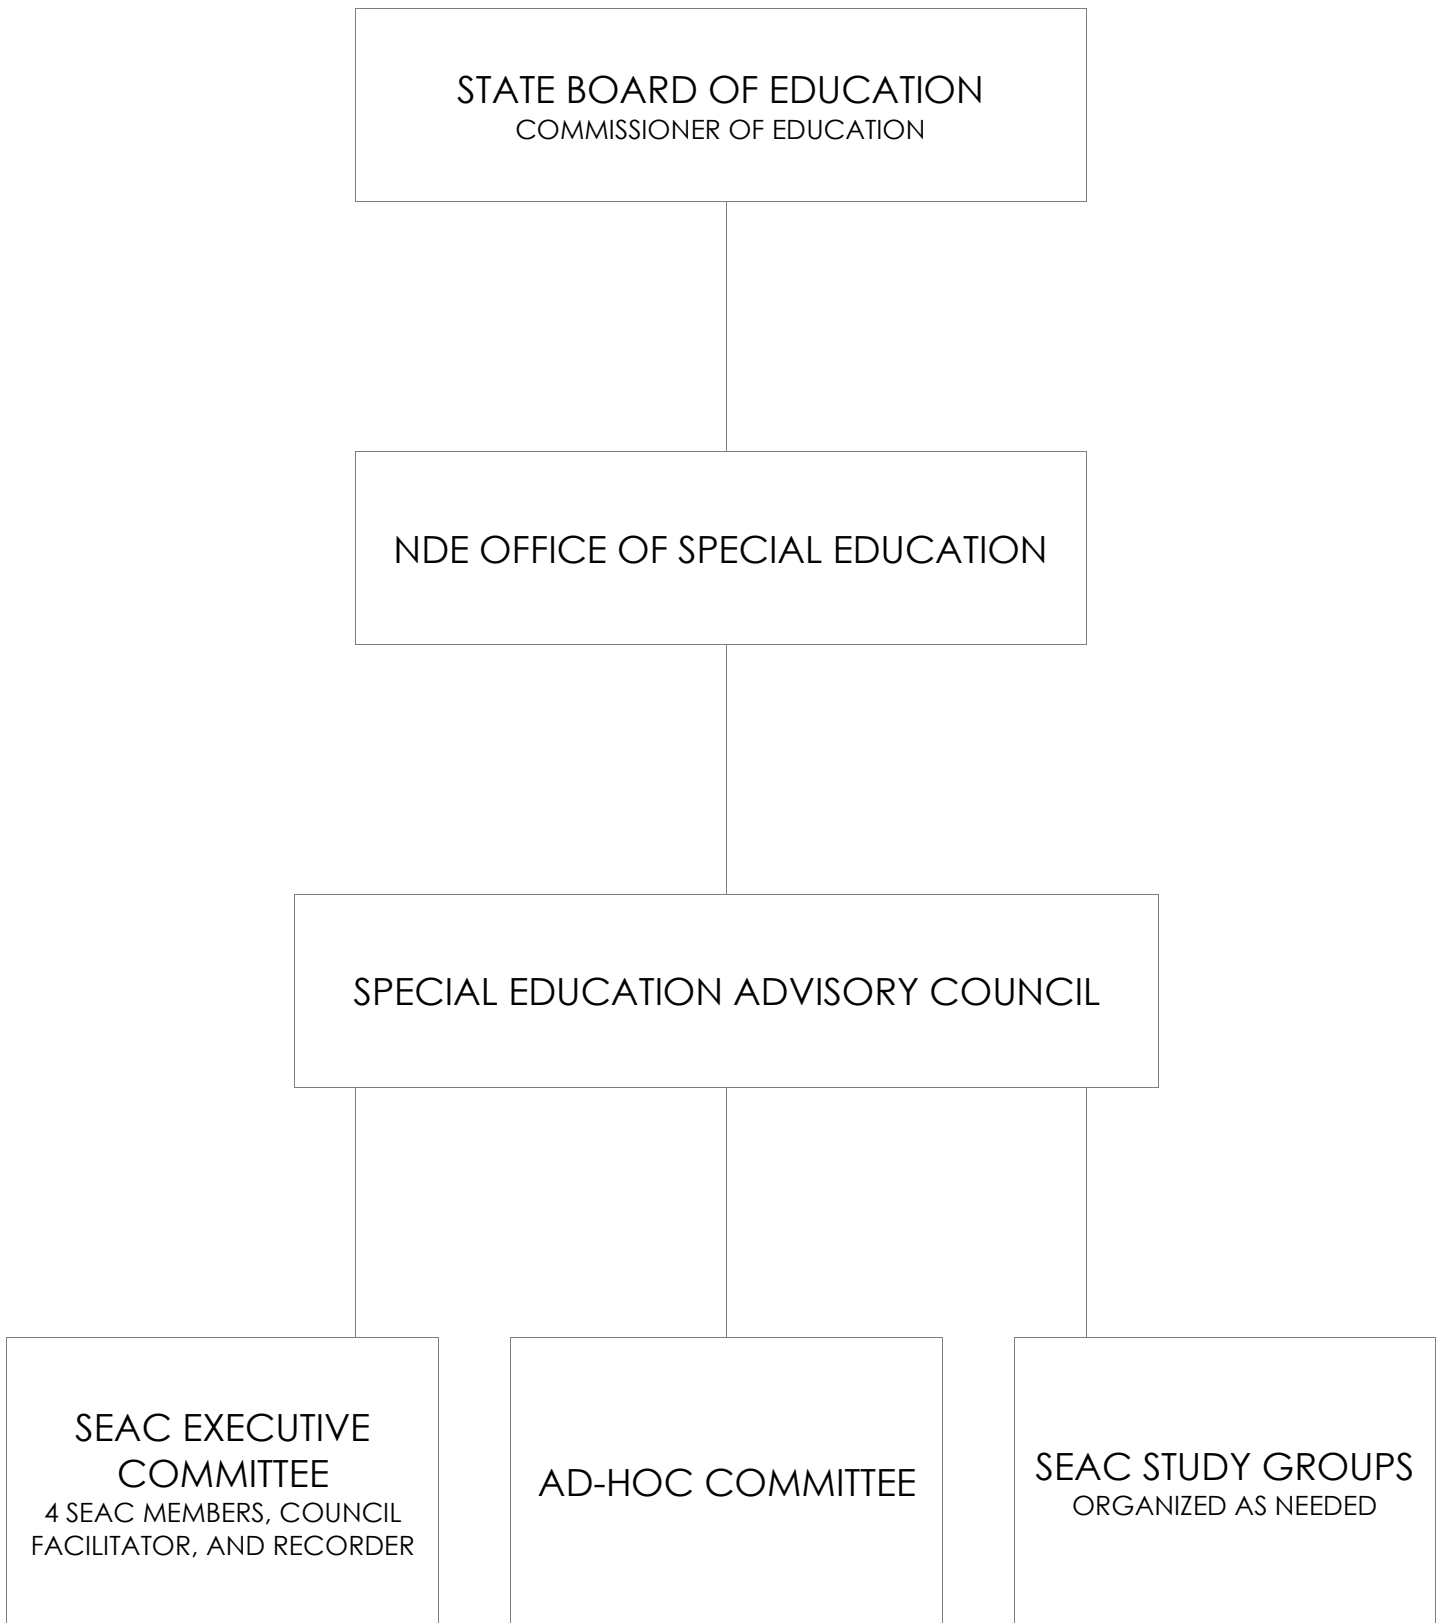 STATE BOARD OF EDUCATION
COMMISSIONER OF EDUCATION
NDE OFFICE OF SPECIAL EDUCATION
SPECIAL EDUCATION ADVISORY COUNCIL
SEAC EXECUTIVE
COMMITTEE
4 SEAC MEMBERS, COUNCIL
FACILITATOR, AND RECORDER
AD-HOC COMMITTEE
SEAC STUDY GROUPS
ORGANIZED AS NEEDED